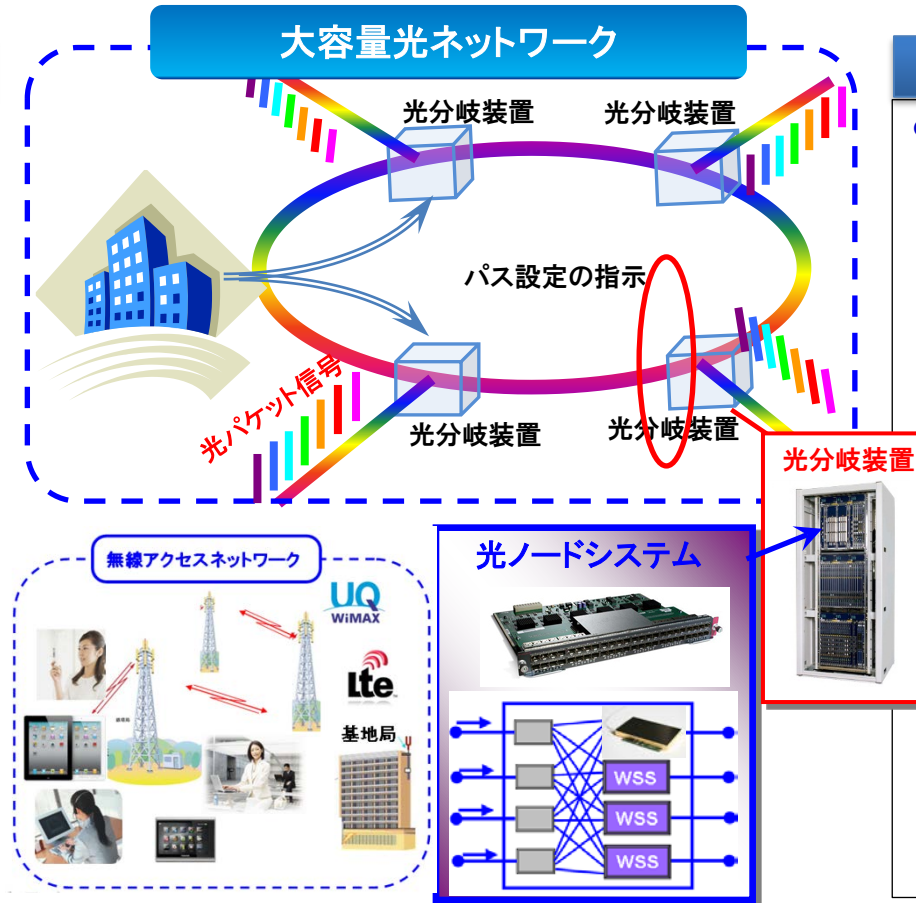 大容量光ネットワーク
光分岐装置
光分岐装置
パス設定の指示
光パケット信号
光分岐装置
光分岐装置
光分岐装置
無線アクセスネットワーク
UQ
WiMAX
Lte
基地局
光ノードシステム
WSS
WSS
WSS